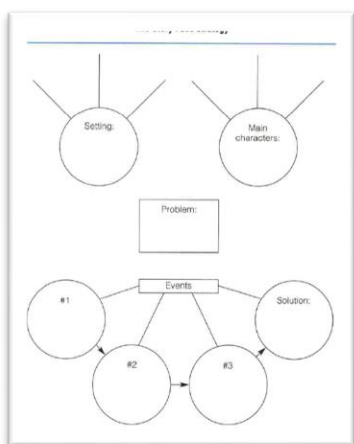 Setting:
Main
characters:
Problem:
Events
#1
Solution:
#2
#3